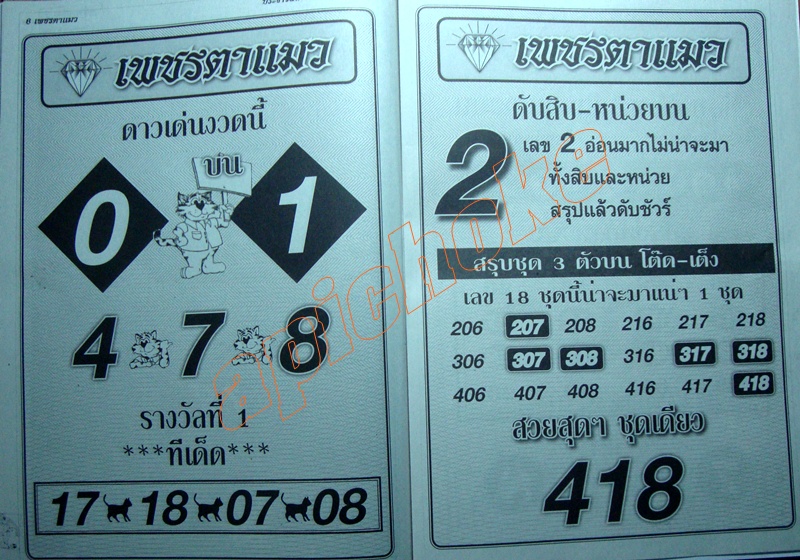 6 เพชรตาแมว
เพชรตาแมว
ดาวเด่นงวดนี้
บน
0 1
4 7 8
รางวัลที่ 1
***ทีเด็ด***
17 18 07 08
เพชรตาแมว
ดับสิบ-หน่วยบน
2
เลข 2 อ่อนมากไม่น่าจะมา
ทั้งสิบและหน่วย
สรุปแล้วดับชัวร์
สรุบชุด 3 ตัวบน โต๊ด-เต็ง
เลข 18 ชุดนี้น่าจะมาแน่ๆ 1 ชุด
206 207 208 216 217 218
306 307 308 316 317 318
406 407 408 416 417 418
สวยสุดๆ ชุดเดียว
418
apichoke